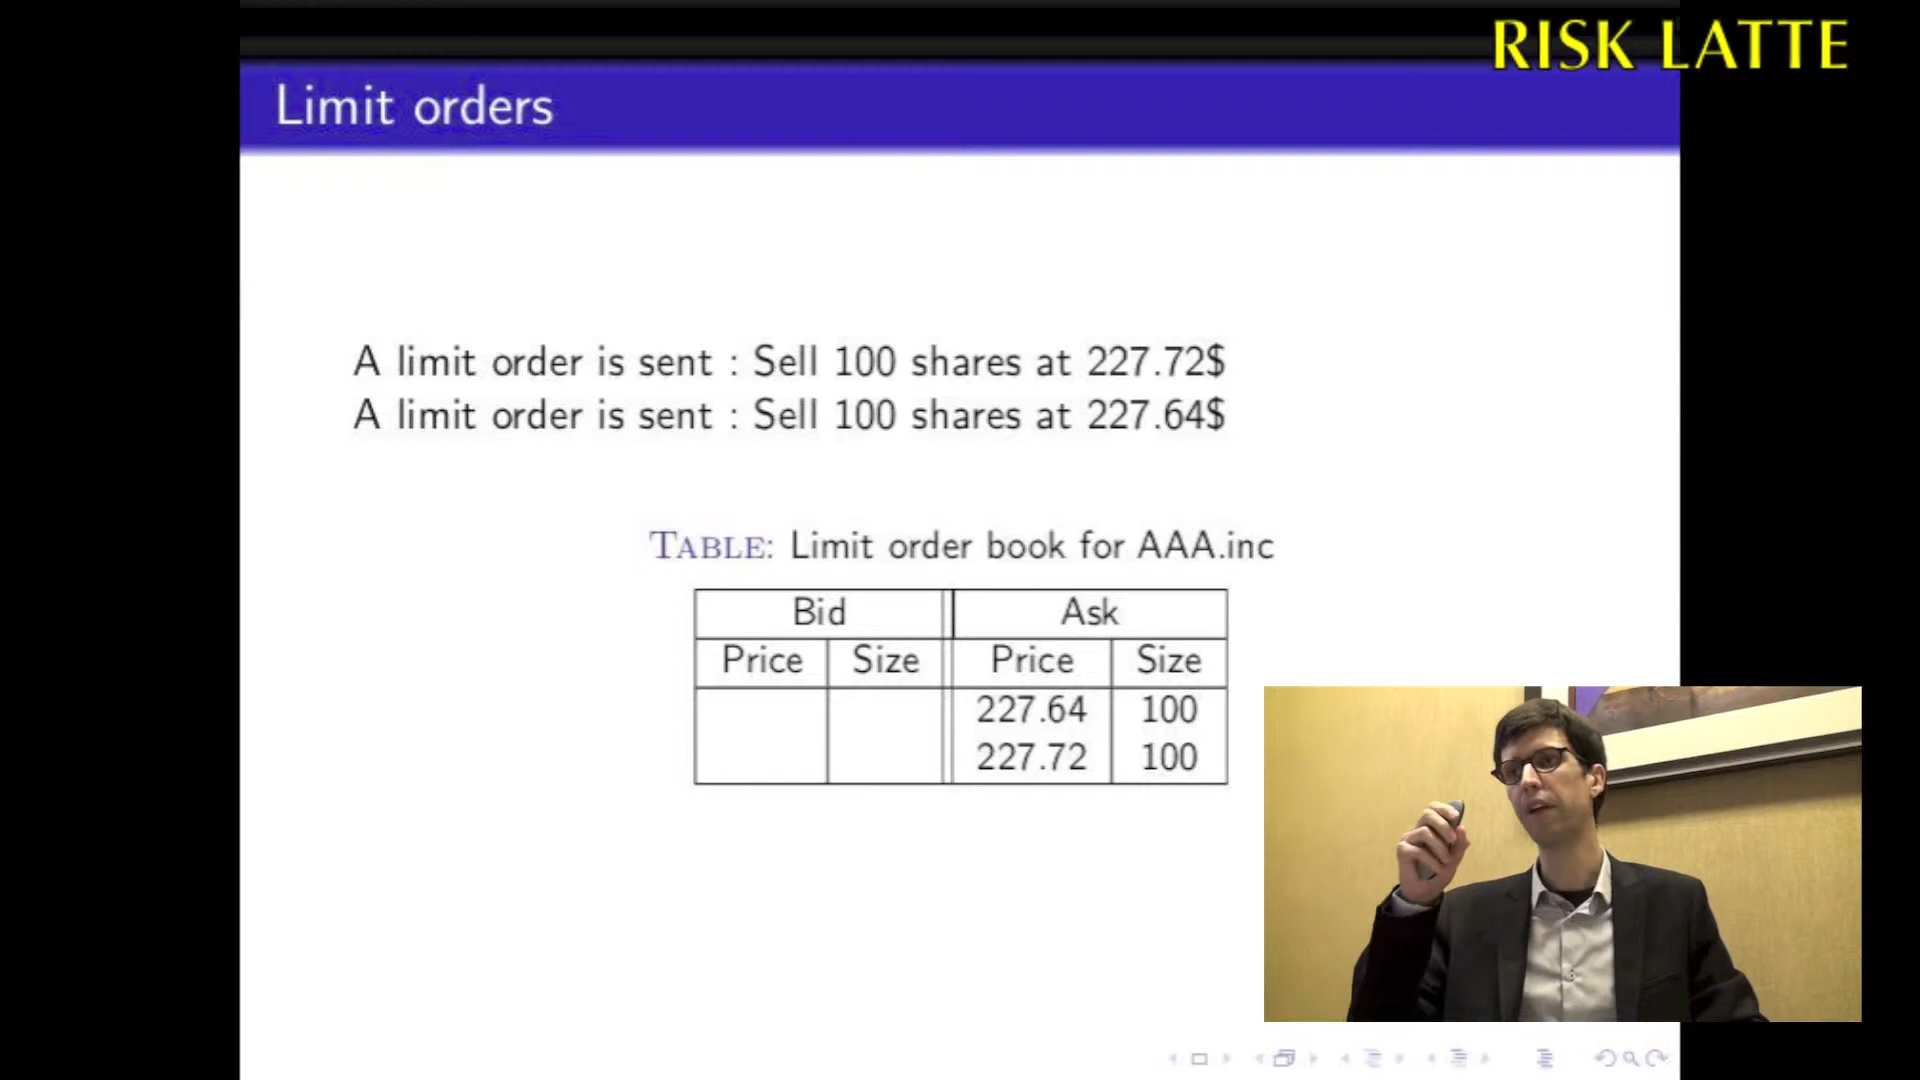 RISK LATTE
Limit orders
A limit order is sent : Sell 100 shares at 227.72$
A limit order is sent : Sell 100 shares at 227.64$
TABLE: Limit order book for AAA.inc
Bid Ask
Price Size Price Size
227.64 100
227.72 100